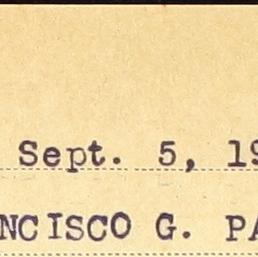 Sept. 5, 19
NCISCO G. PA